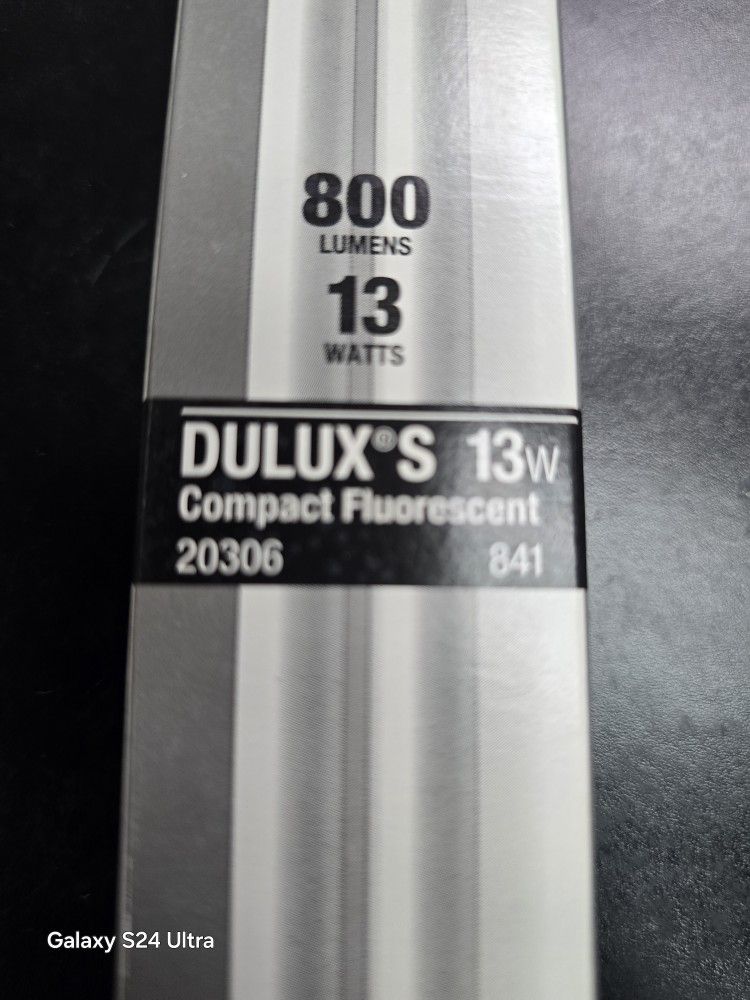 800
LUMENS
13
WATTS
DULUX®S 13W
Compact Fluorescent
20306 841
Galaxy S24 Ultra